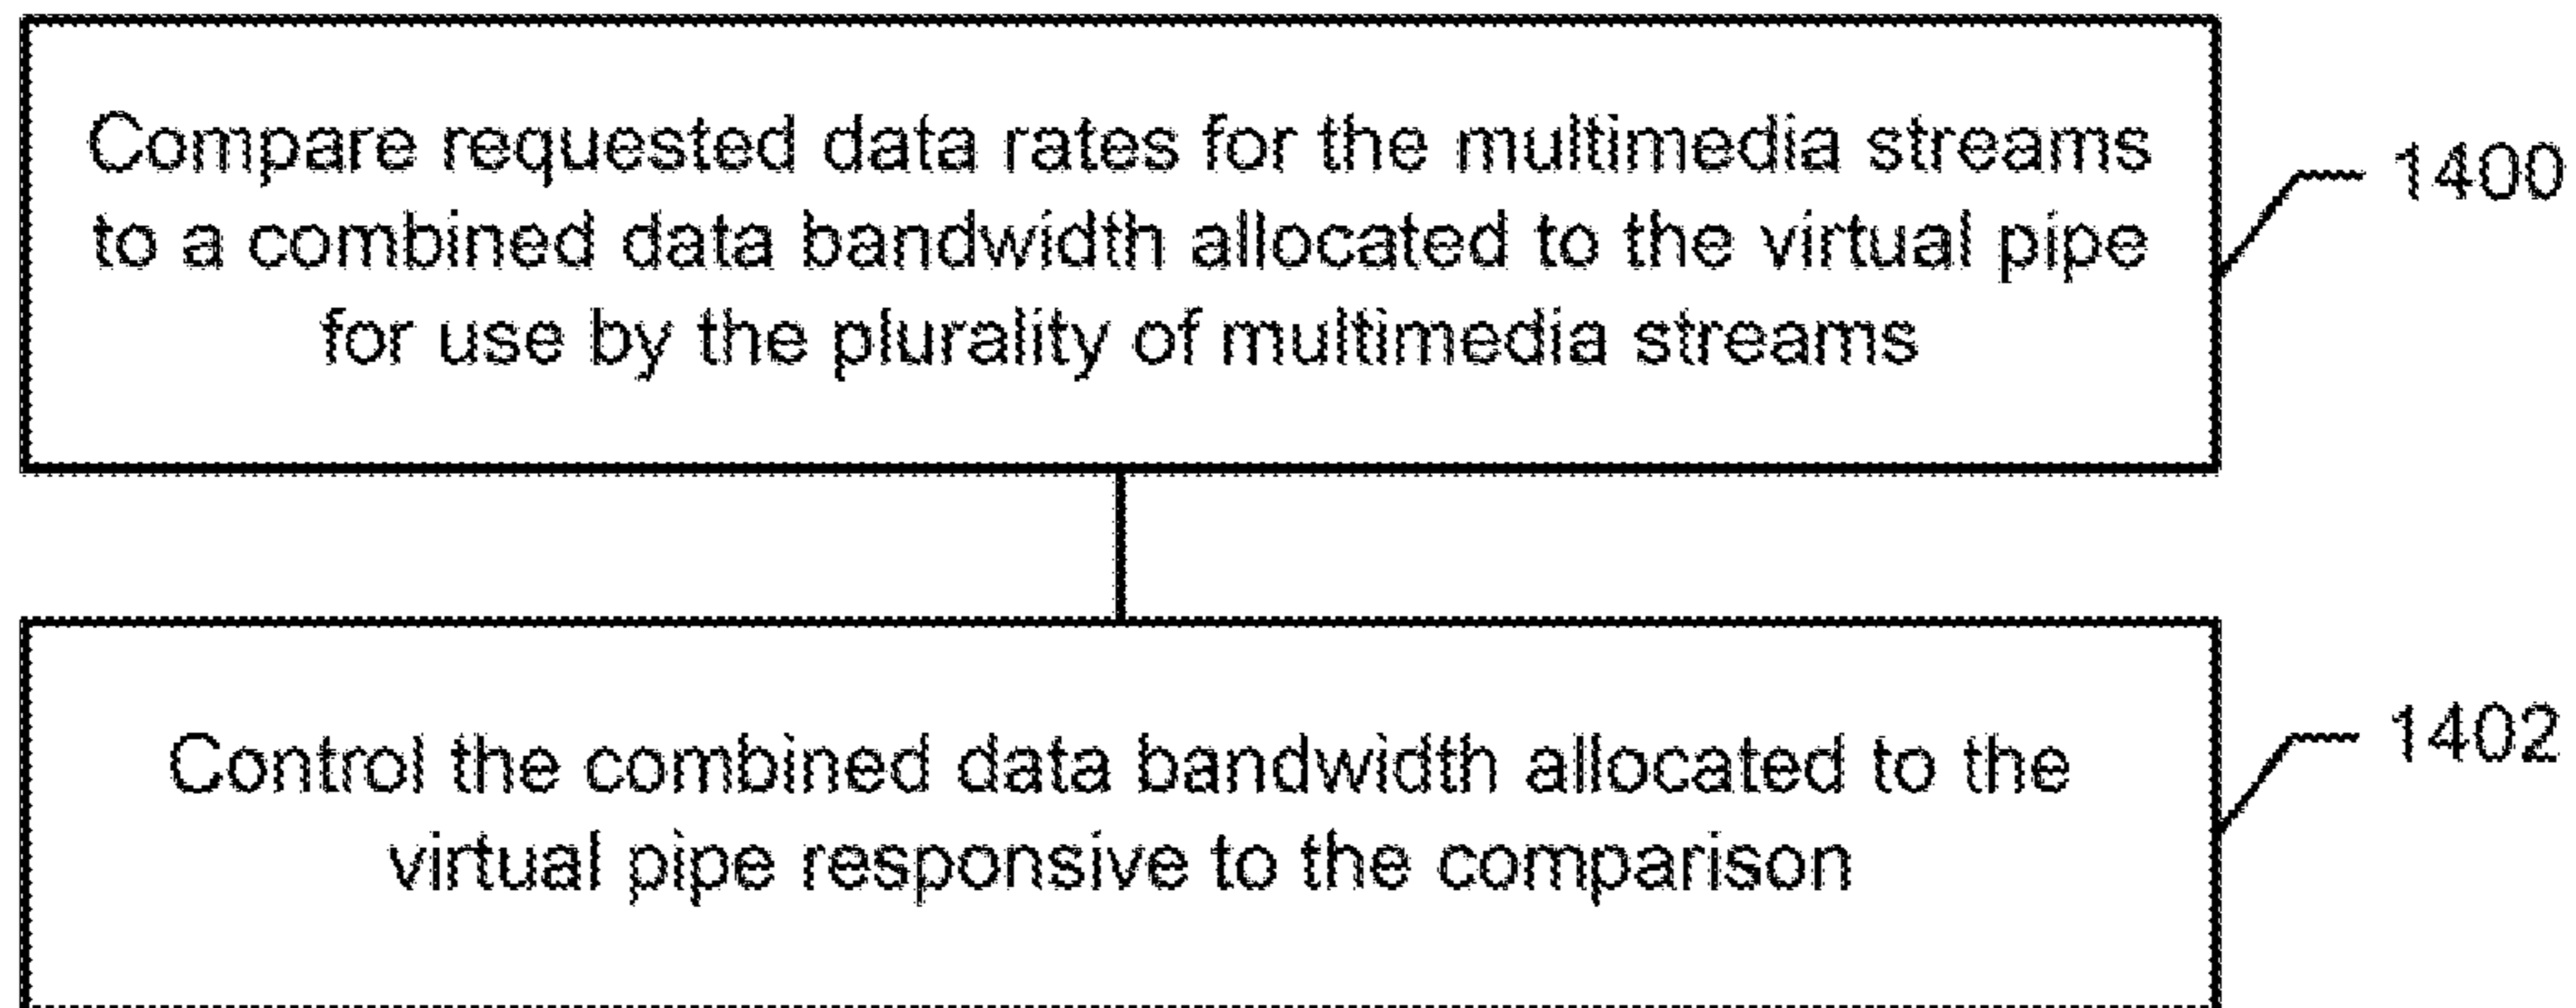 Compare requested data rates for the multimedia streams
to a combined data bandwidth allocated to the virtual pipe
for use by the plurality of multimedia streams
1400
Control the combined data bandwidth allocated to the
virtual pipe responsive to the comparison
1402